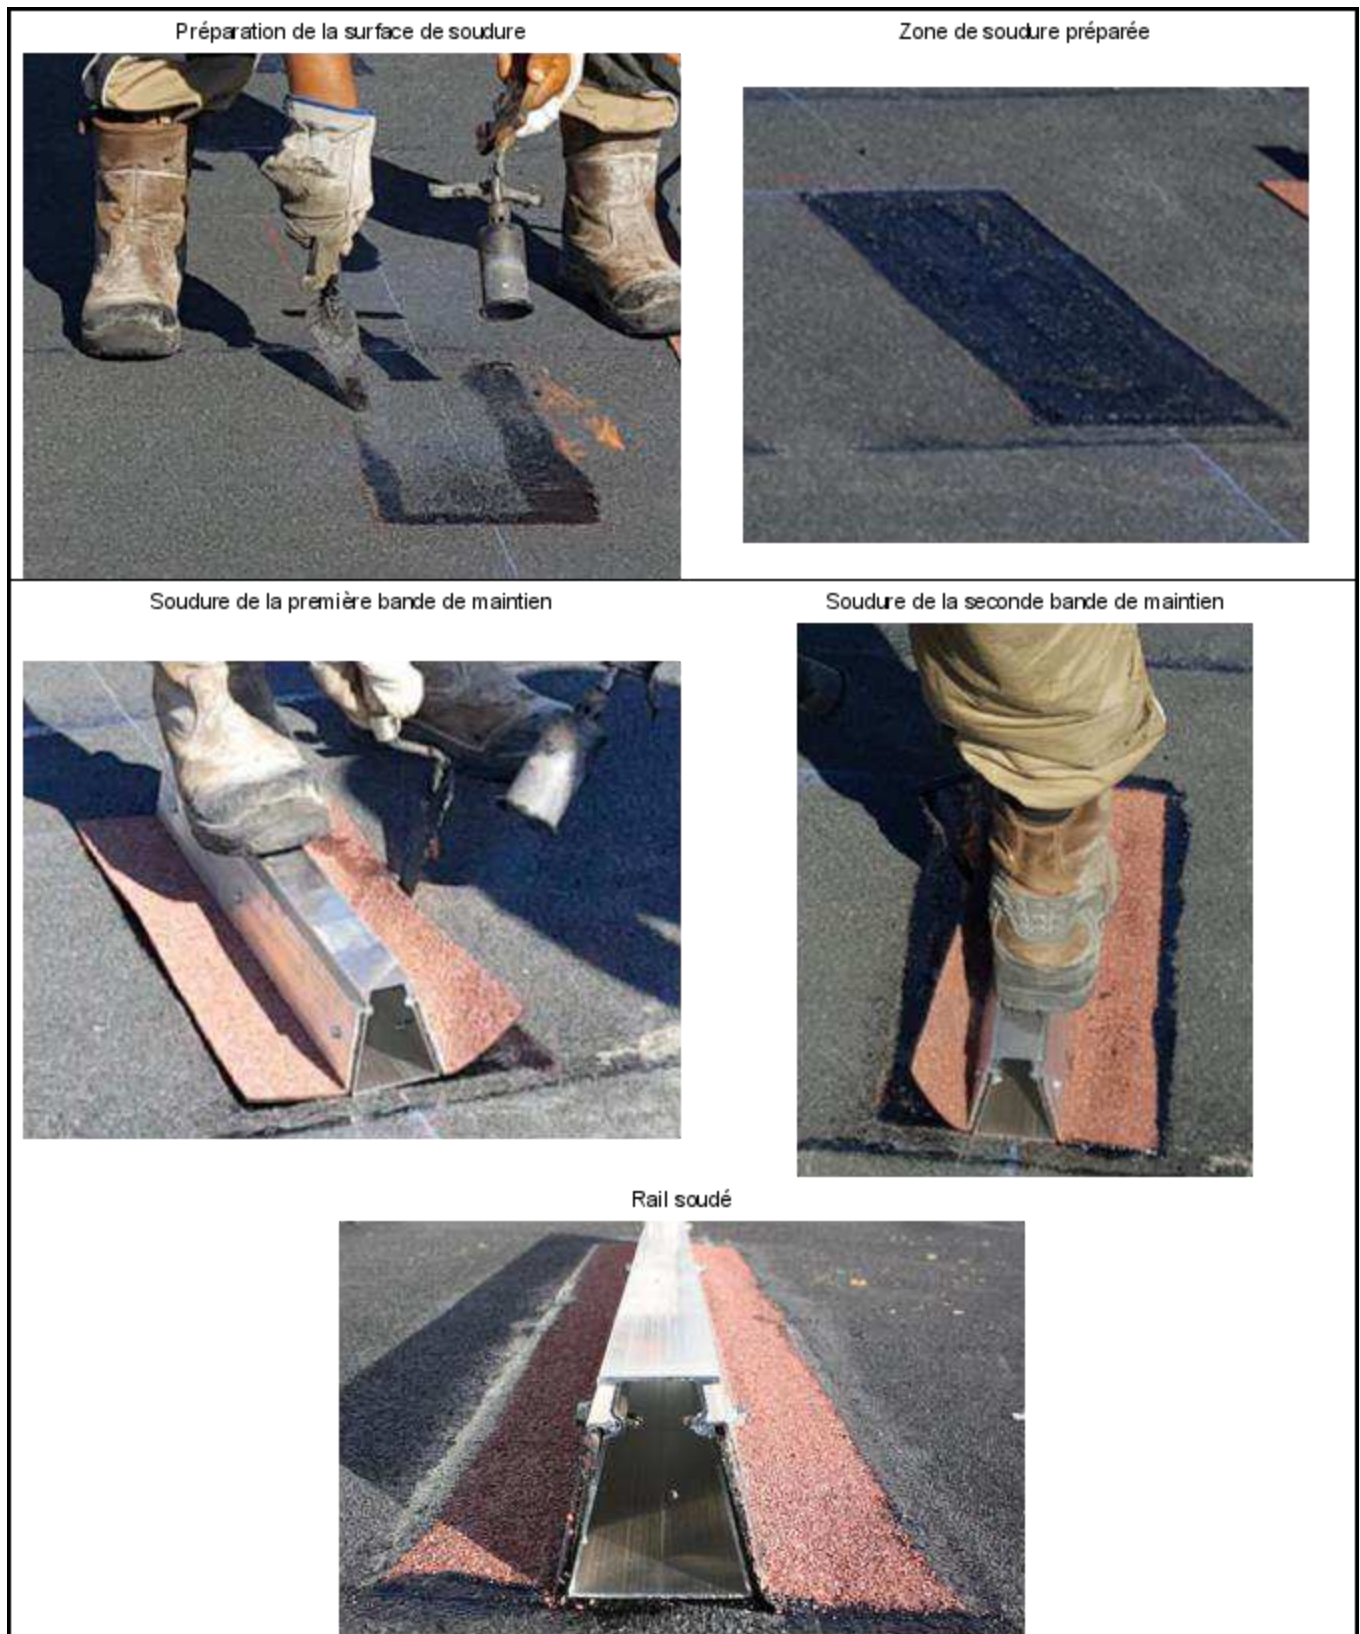 Préparation de la surface de soudure
Zone de soudure préparée
Soudure de la première bande de maintien
Soudure de la seconde bande de maintien
Rail soudé